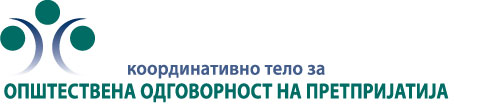 координативно тело за
ОПШТЕСТВЕНА ОДГОВОРНОСТ НА ПРЕТПРИЈАТИЈА